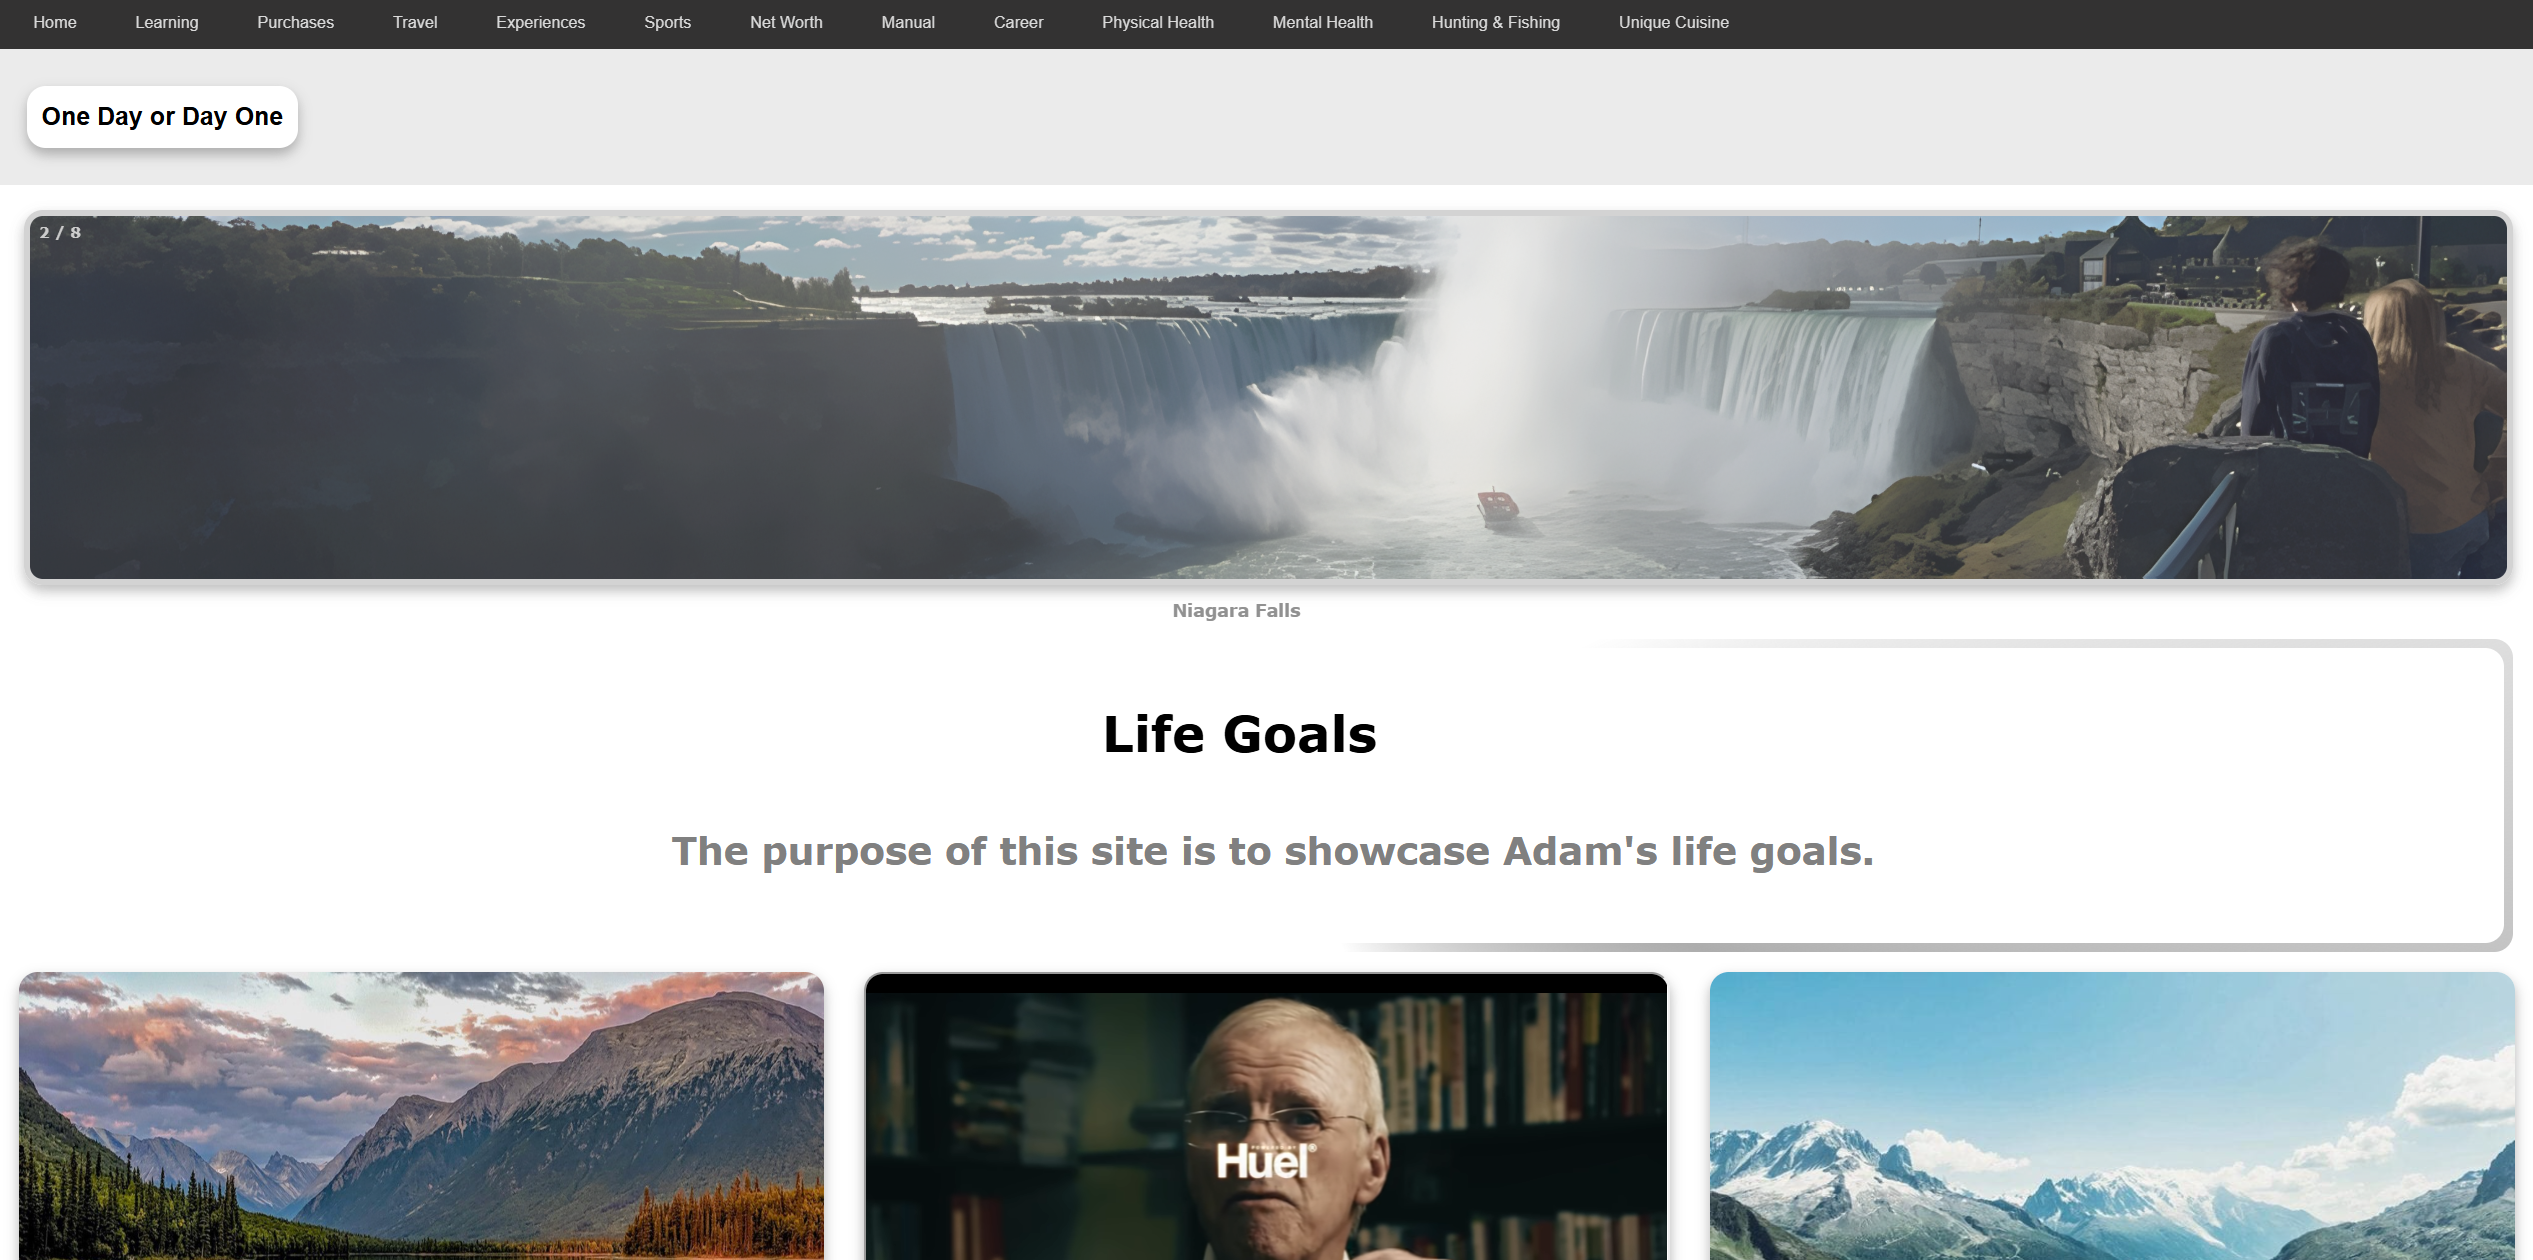 Home Learning Purchases Travel Experiences Sports Net Worth Manual Career Physical Health Mental Health Hunting & Fishing Unique Cuisine
One Day or Day One
2 / 8
Niagara Falls
Life Goals
The purpose of this site is to showcase Adam's life goals.
Huel®